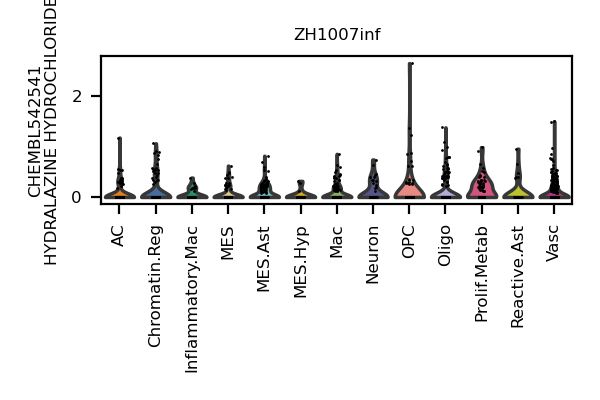 ZH1007inf
CHEMBL542541
HYDRALAZINE HYDROCHLORIDE
2
0
AC
Chromatin.Reg
Inflammatory.Mac
MES
MES.Ast
MES.Hyp
Mac
Neuron
OPC
Oligo
Prolif.Metab
Reactive.Ast
Vasc